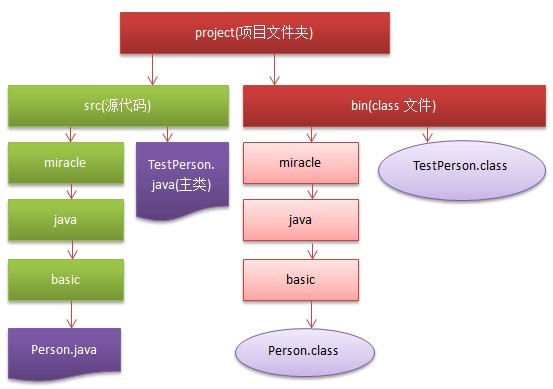 project(项目文件夹)
src(源代码)
bin(class 文件)
miracle
TestPerson.
java(主类)
miracle
TestPerson.class
java
java
basic
basic
Person.java
Person.class